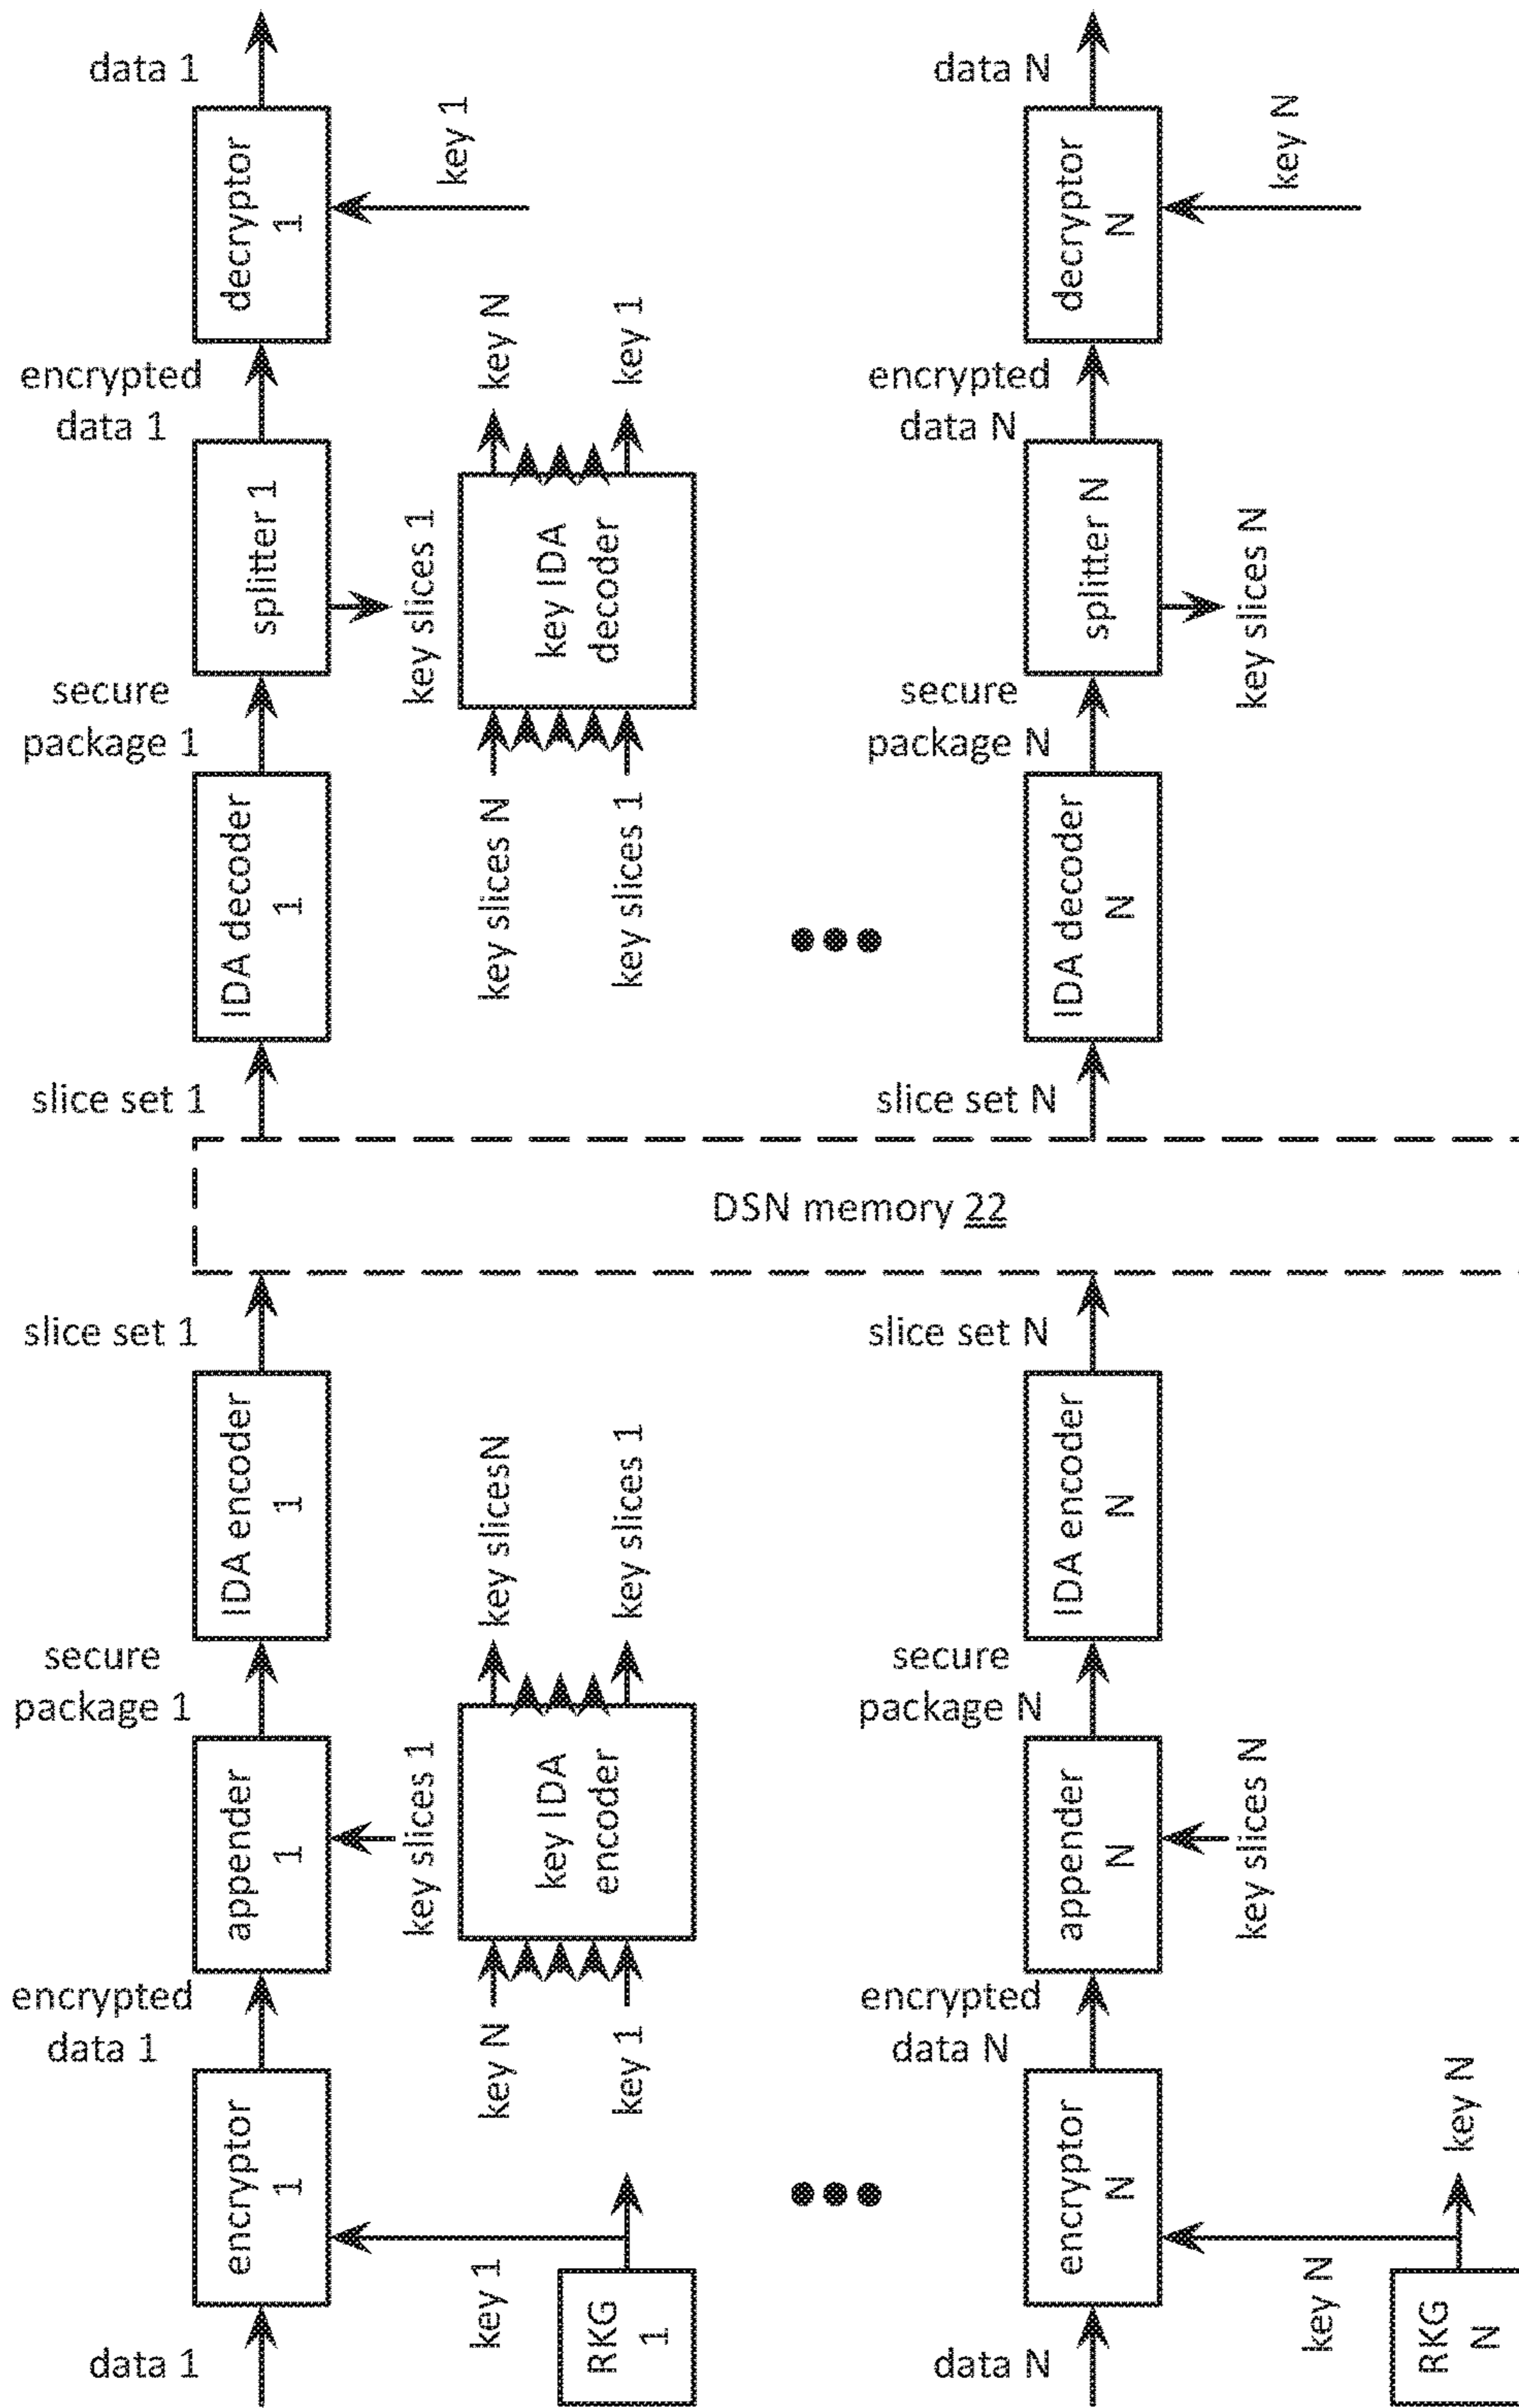 data 1
key 1
decryptor
1
encrypted
data 1
key N
key 1
splitter 1
key slices 1
key IDA
decoder
secure
package 1
key slices N
key slices 1
IDA decoder
1
slice set 1
data N
key N
decryptor
N
encrypted
data N
splitter N
key slices N
secure
package N
IDA decoder
N
slice set N
DSN memory 22
slice set 1
IDA encoder
1
key slicesN
key slices 1
secure
package 1
appender
1
key slices 1
key IDA
encoder
encrypted
data 1
key N
key 1
encryptor
1
key 1
RKG
1
data 1
slice set N
IDA encoder
N
secure
package N
appender
N
key slices N
encrypted
data N
encryptor
N
key N
key N
RKG
N
data N